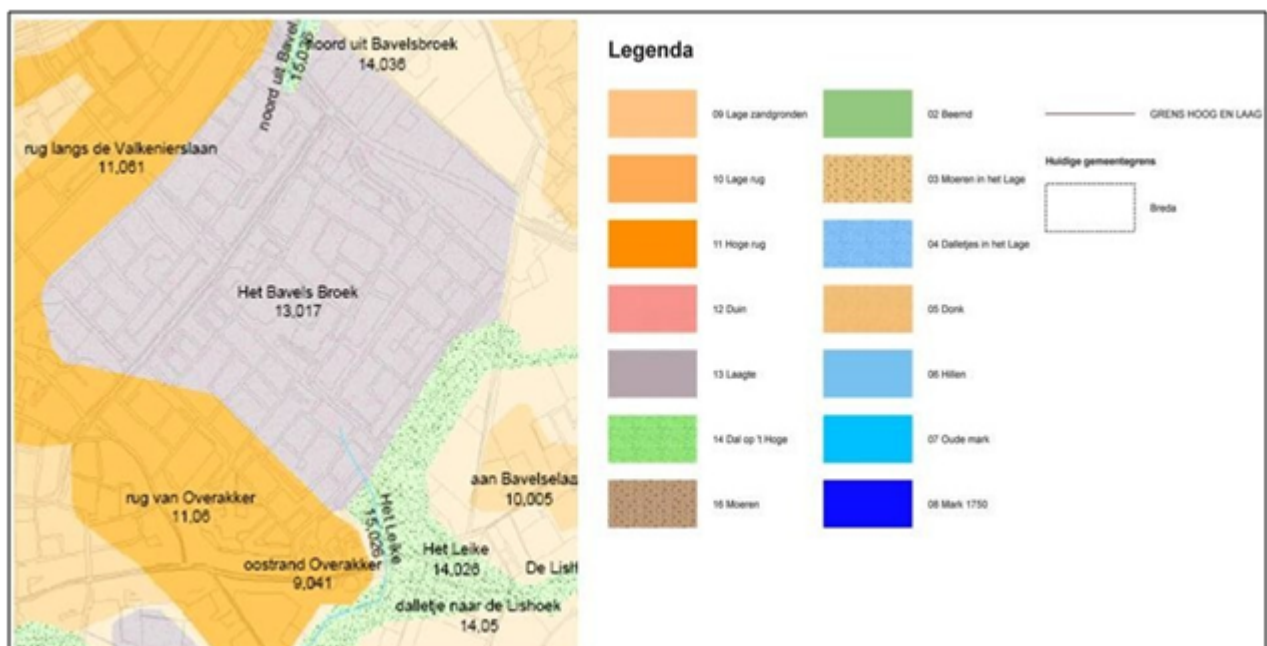 noord uit Bavel
15,036
noord uit Bavelsbroek
14,036
rug langs de Valkenierslaan
11,061
Het Bavels Broek
13,017
aan Bavelselaa
10,005
rug van Overakker
11,06
Het Leike
15,026
oostrand Overakker
9,041
Het Leike
14,026
De Lish
dalletje naar de Lishoek
14,05
Legenda
09 Lage zandgronden
10 Lage rug
11 Hoge rug
12 Duin
13 Laagte
14 Dal op 't Hoge
16 Moeren
02 Beemd
03 Moeren in het Lage
04 Dalletjes in het Lage
05 Donk
06 Hillen
07 Oude mark
08 Mark 1750
GRENS HOOG EN LAAG
Huidige gemeentegrens
Breda